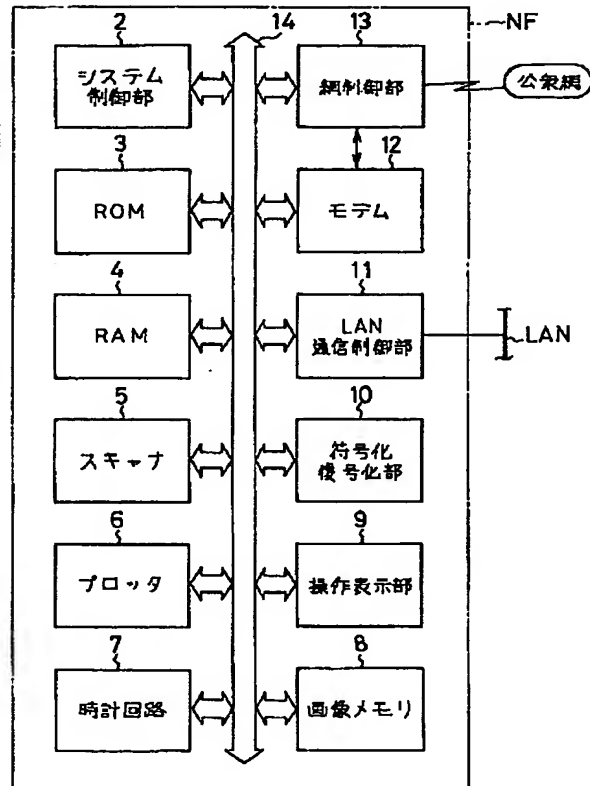 2
14
13
NF
システム
制御部
網制御部
公衆網
3
12
ROM
モデム
4
11
RAM
LAN
通信制御部
LAN
5
10
スキャナ
符号化
復号化部
6
9
プロッタ
操作表示部
7
8
時計回路
画像メモリ